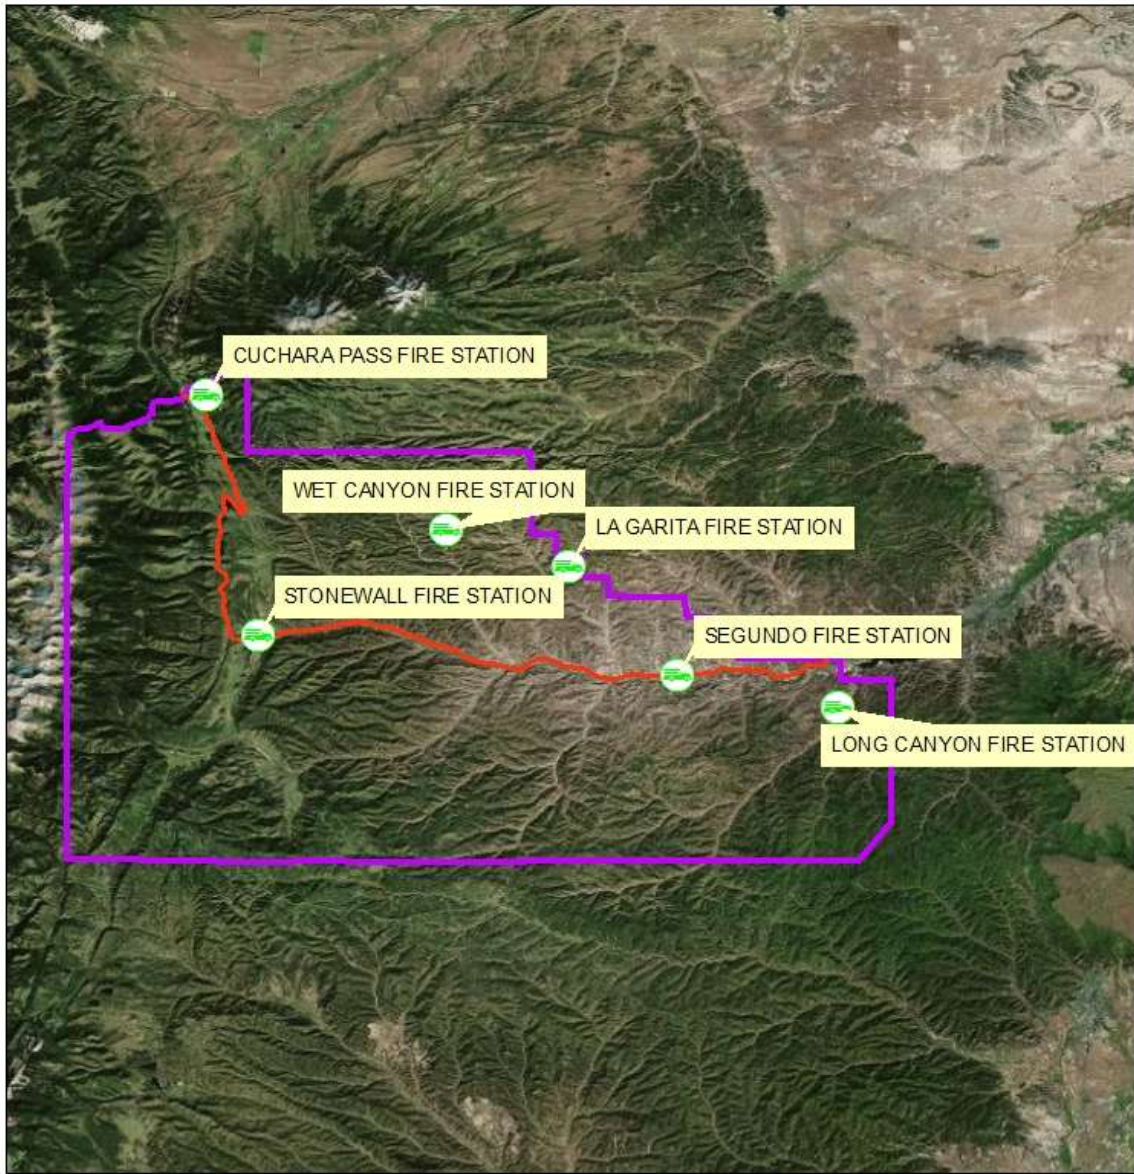 CUCHARA PASS FIRE STATION
WET CANYON FIRE STATION
LA GARITA FIRE STATION
STONEWALL FIRE STATION
SEGUNDO FIRE STATION
LONG CANYON FIRE STATION